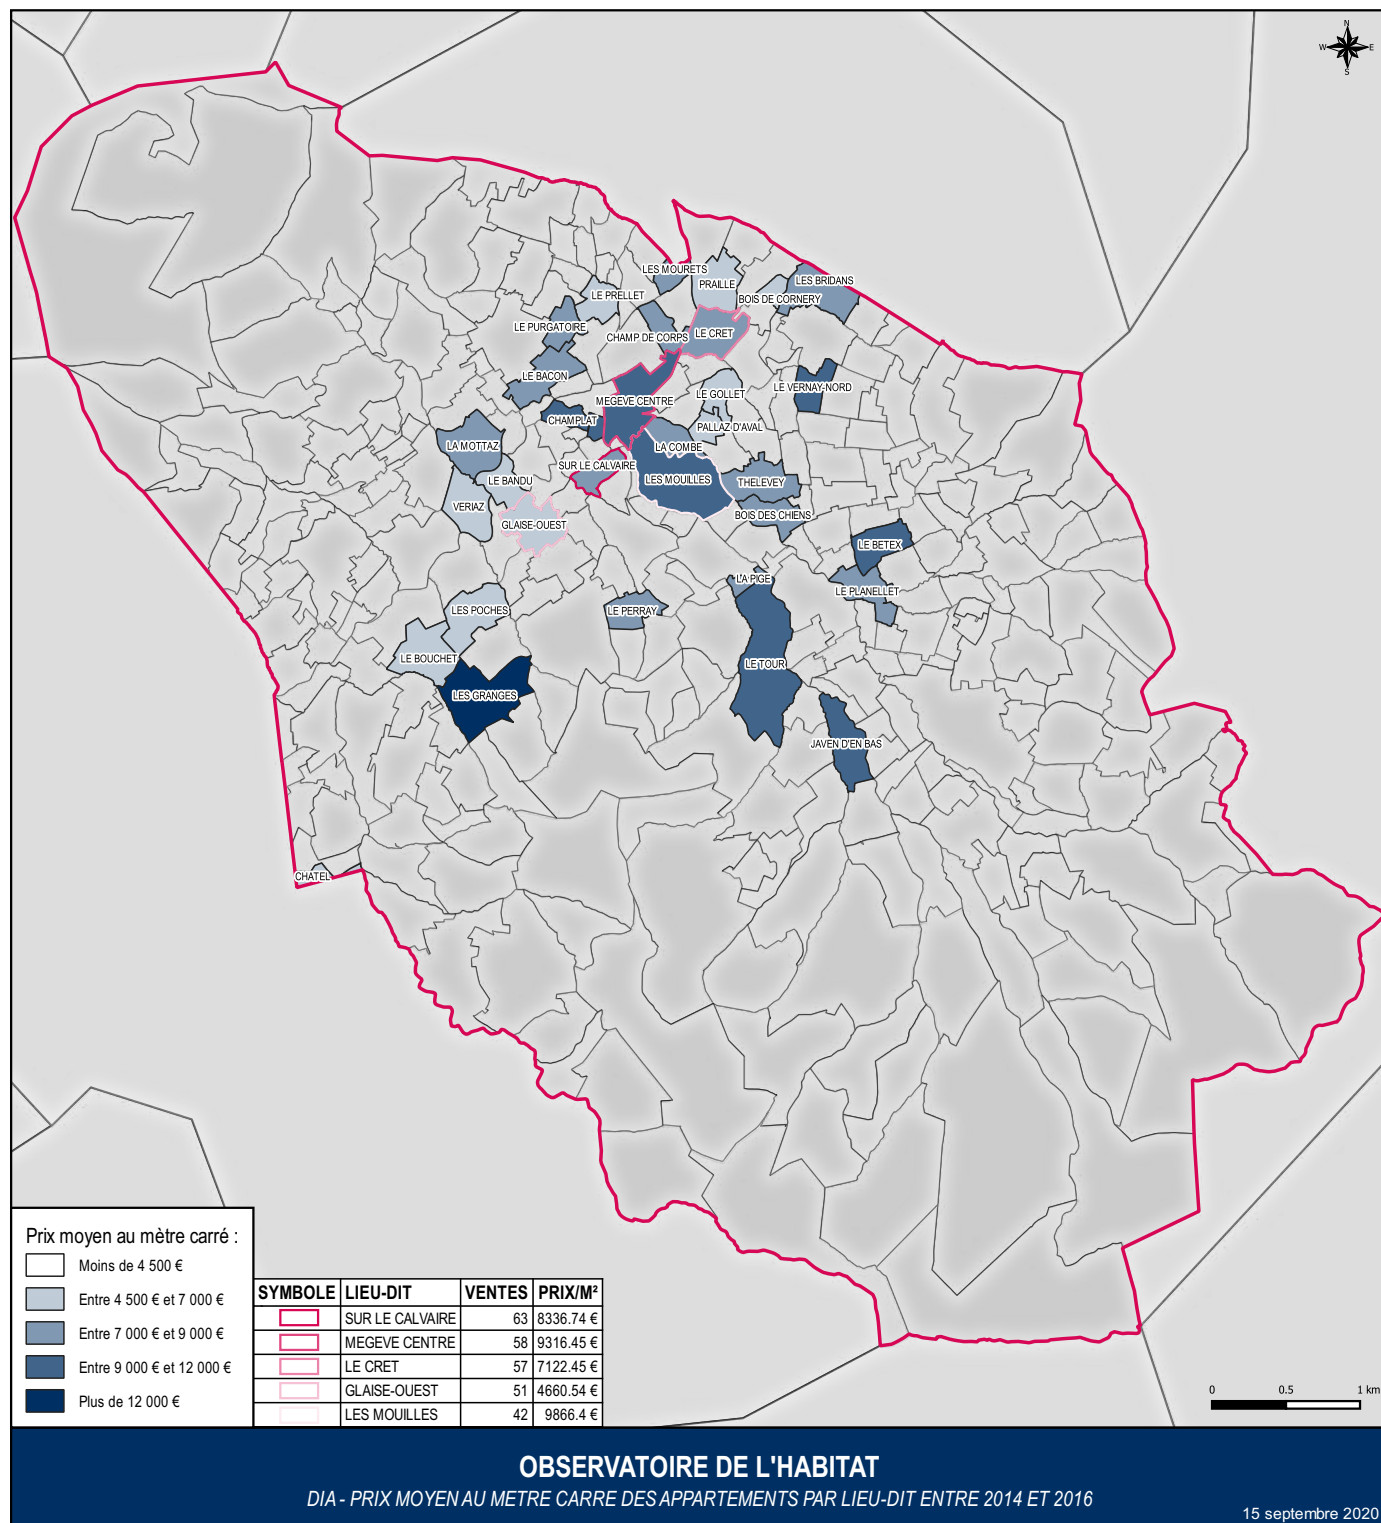 N
W E
S
LES MOURETS
PRAILLE
LES BRIDANS
LE PRELLET
BOIS DE CORNERY
LE PURGATOIRE
CHAMP DE CORPS
LE CRET
LE BACON
LE VERNAY-NORD
LE GOLLET
MEGEVE CENTRE
CHAMPLAT
PALLAZ D'AVAL
LA MOTTAZ
LA COMBE
SUR LE CALVAIRE
LE BANDU
LES MOUILLES
THELEVEY
VERIAZ
BOIS DES CHIENS
GLAISE-OUEST
LE BETEX
LA PIGE
LE PLANELLET
LES POCHES
LE PERRAY
LE BOUCHET
LE TOUR
LES GRANGES
JAVEN D'EN BAS
CHATEL
Prix moyen au mètre carré :
Moins de 4 500 €
Entre 4 500 € et 7 000 €
Entre 7 000 € et 9 000 €
Entre 9 000 € et 12 000 €
Plus de 12 000 €
SYMBOLE LIEU-DIT VENTES PRIX/M²
SUR LE CALVAIRE 63 8336.74 €
MEGEVE CENTRE 58 9316.45 €
LE CRET 57 7122.45 €
GLAISE-OUEST 51 4660.54 €
LES MOUILLES 42 9866.4 €
0 0.5 1 km
OBSERVATOIRE DE L'HABITAT
DIA - PRIX MOYEN AU METRE CARRE DES APPARTEMENTS PAR LIEU-DIT ENTRE 2014 ET 2016
15 septembre 2020